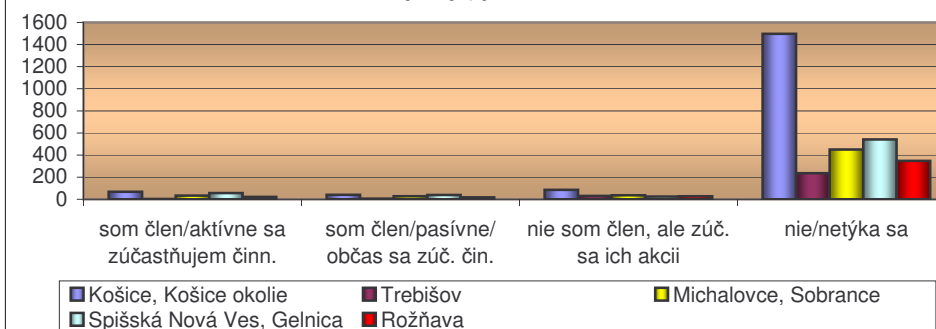 1600
1400
1200
1000
800
600
400
200
0
som člen/aktívne sa zúčastňujem činn.
som člen/pasívne/ občas sa zúč. čin.
nie som člen, ale zúč. sa ich akcii
nie/netýka sa
Košice, Košice okolie
Trebišov
Michalovce, Sobrance
Spišská Nová Ves, Gelnica
Rožňava